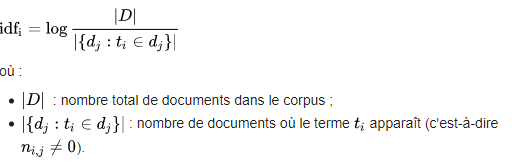 idf_i = log |D| / |{d_j : t_i ∈ d_j}|
où :
• |D| : nombre total de documents dans le corpus ;
• |{d_j : t_i ∈ d_j}| : nombre de documents où le terme t_i apparaît (c'est-à-dire
n_{i,j} ≠ 0).